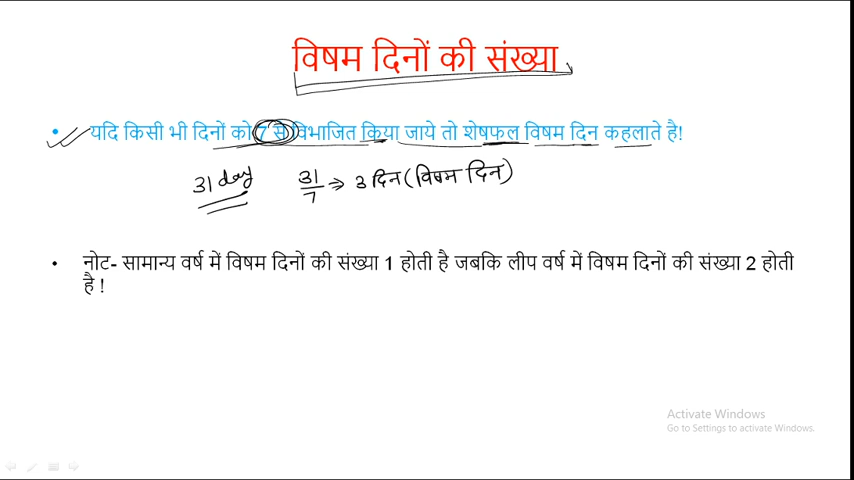 विषम दिनों की संख्या
• यदि किसी भी दिनों को 7 से विभाजित किया जाये तो शेषफल विषम दिन कहलाते है!
31 day 31/7 ⇒ 3 दिन (विषम दिन)
• नोट- सामान्य वर्ष में विषम दिनों की संख्या 1 होती है जबकि लीप वर्ष में विषम दिनों की संख्या 2 होती
है !
Activate Windows
Go to Settings to activate Windows.